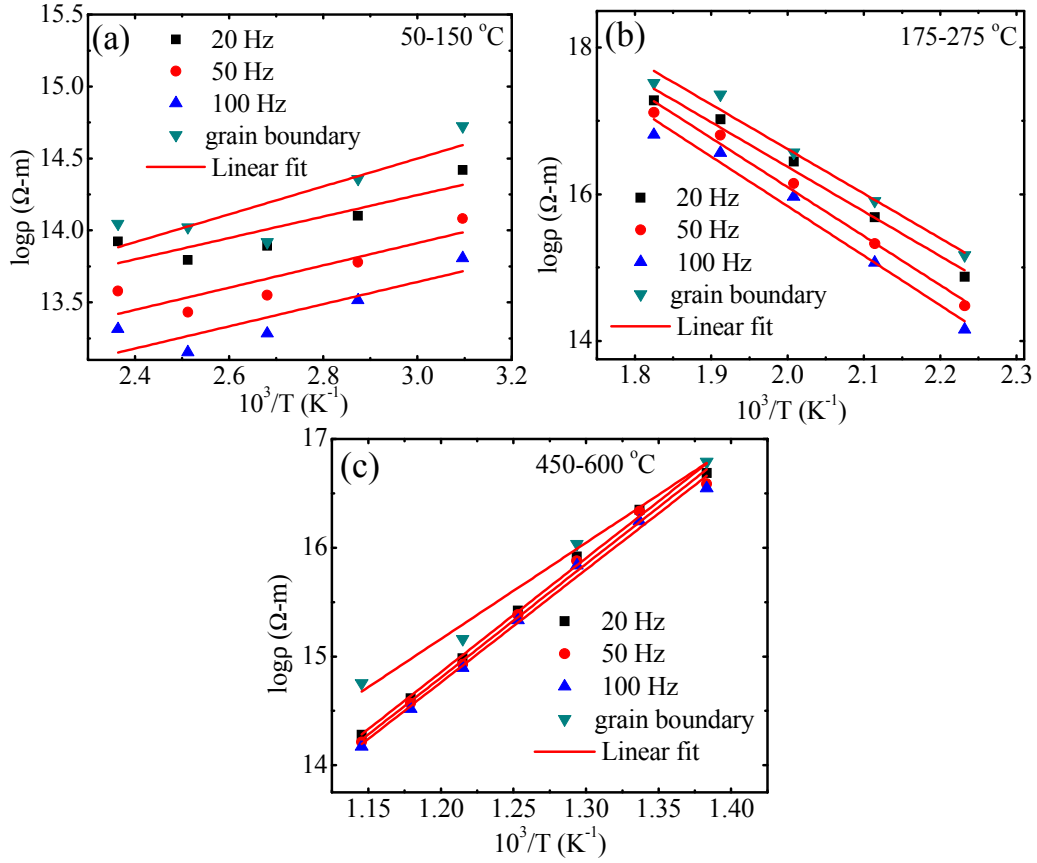 (a)
50-150 °C
20 Hz
50 Hz
100 Hz
grain boundary
Linear fit
15.5
15.0
14.5
14.0
13.5
logρ (Ω-m)
2.4 2.6 2.8 3.0 3.2
10³/T (K⁻¹)
(b)
175-275 °C
18
16
14
logρ (Ω-m)
20 Hz
50 Hz
100 Hz
grain boundary
Linear fit
1.8 1.9 2.0 2.1 2.2 2.3
10³/T (K⁻¹)
(c)
450-600 °C
17
16
15
14
logρ (Ω-m)
20 Hz
50 Hz
100 Hz
grain boundary
Linear fit
1.15 1.20 1.25 1.30 1.35 1.40
10³/T (K⁻¹)